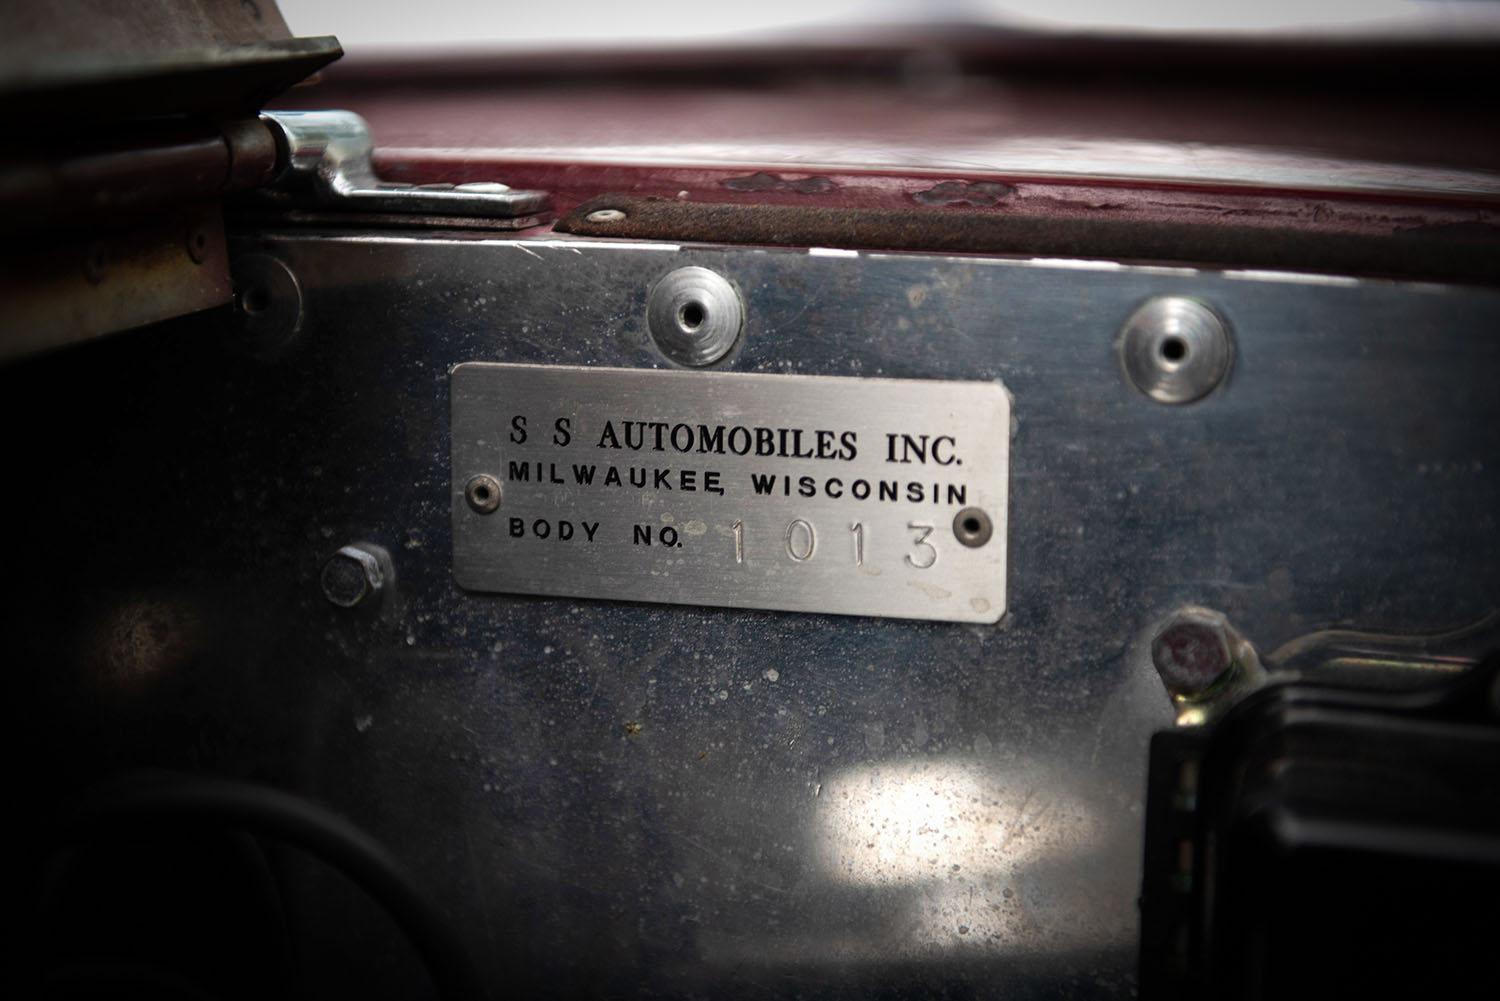 S S AUTOMOBILES INC.
MILWAUKEE, WISCONSIN
BODY NO. 1013